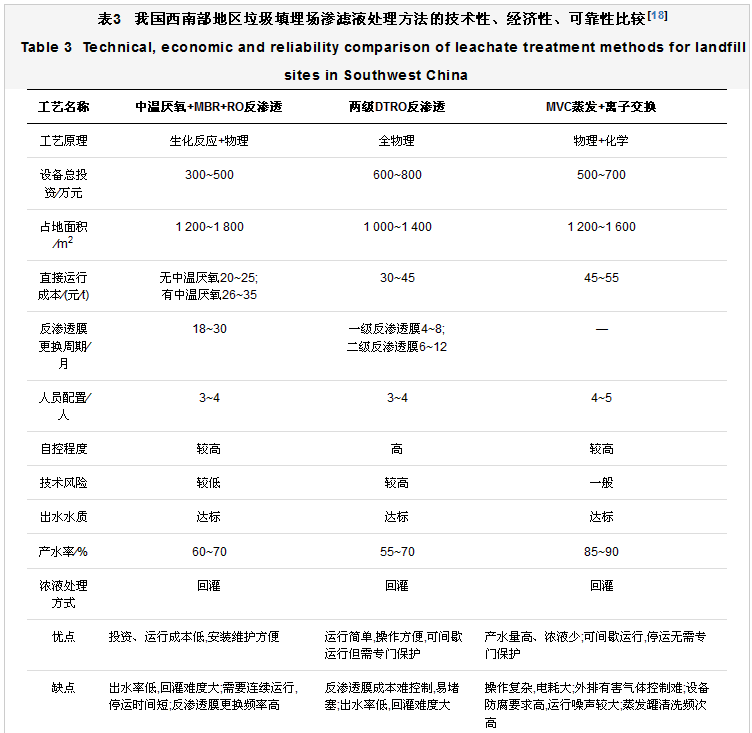 表3 我国西南部地区垃圾填埋场渗滤液处理方法的技术性、经济性、可靠性比较[18]
Table 3 Technical, economic and reliability comparison of leachate treatment methods for landfill
sites in Southwest China
工艺名称 中温厌氧+MBR+RO反渗透 两级DTRO反渗透 MVC蒸发+离子交换
工艺原理 生化反应+物理 全物理 物理+化学
设备总投
资/万元 300~500 600~800 500~700
占地面积
/m2 1 200~1 800 1 000~1 400 1 200~1 600
直接运行
成本/(元/t) 无中温厌氧20~25;
有中温厌氧26~35 30~45 45~55
反渗透膜
更换周期/
月 18~30 一级反渗透膜4~8;
二级反渗透膜6~12 —
人员配置/
人 3~4 3~4 4~5
自控程度 较高 高 较高
技术风险 较低 较高 一般
出水水质 达标 达标 达标
产水率/% 60~70 55~70 85~90
浓液处理
方式 回灌 回灌 回灌
优点 投资、运行成本低,安装维护方便 运行简单,操作方便,可间歇
运行但需专门保护 产水量高、浓液少;可间歇运行,停运无需专
门保护
缺点 出水率低,回灌难度大;需要连续运行,
停运时间短;反渗透膜更换频率高 反渗透膜成本难控制,易堵
塞;出水率低,回灌难度大 操作复杂,电耗大;外排有害气体控制难;设备
防腐要求高,运行噪声较大;蒸发罐清洗频次
高